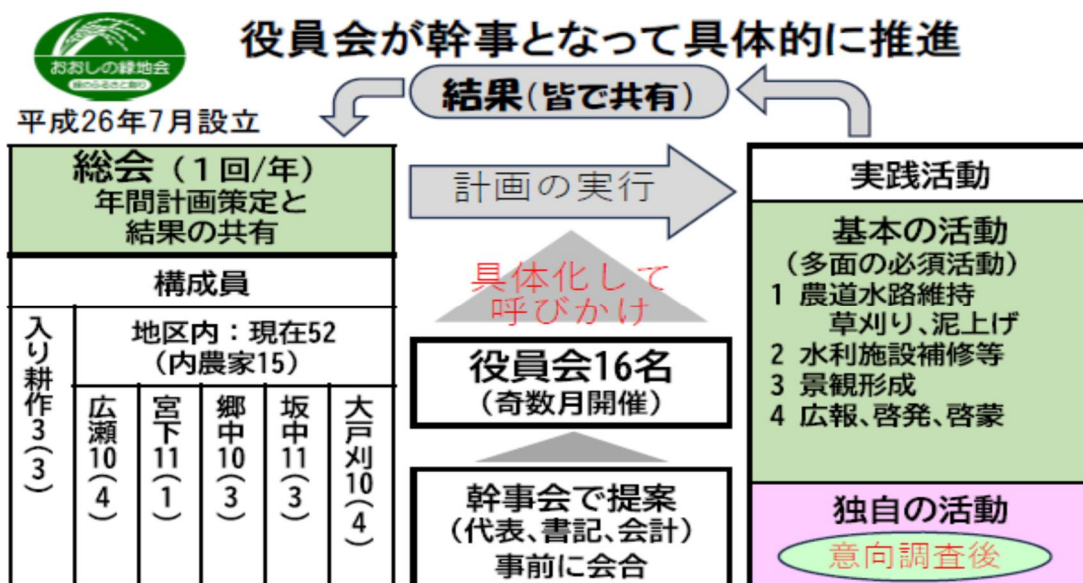 役員会が幹事となって具体的に推進
おおしの緑地会
緑のふるさと創り
平成26年7月設立
結果(皆で共有)
総会(1回/年)
年間計画策定と
結果の共有
構成員
入り耕作3(3)
地区内:現在52
(内農家15)
広瀬10(4)
宮下11(1)
郷中10(3)
坂中11(3)
大戸刈10(4)
計画の実行
具体化して
呼びかけ
役員会16名
(奇数月開催)
幹事会で提案
(代表、書記、会計)
事前に会合
実践活動
基本の活動
(多面の必須活動)
1 農道水路維持
草刈り、泥上げ
2 水利施設補修等
3 景観形成
4 広報、啓発、啓蒙
独自の活動
意向調査後